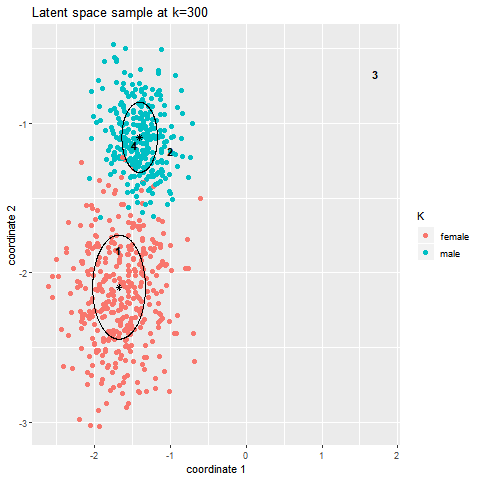 Latent space sample at k=300
3
4
2
1
-1
-2
-3
-2
-1
0
1
2
coordinate 1
coordinate 2
K
female
male